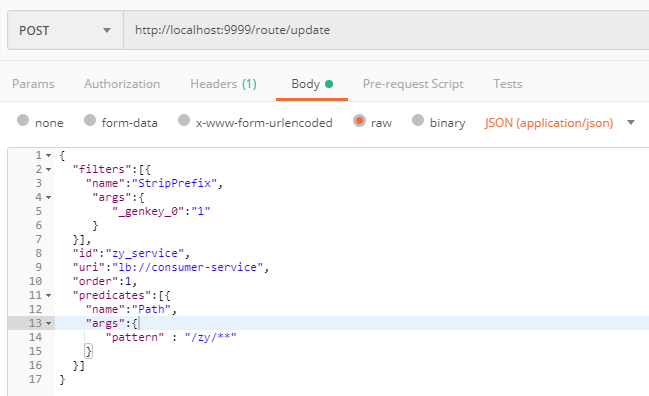 POST http://localhost:9999/route/update
Params Authorization Headers (1) Body Pre-request Script Tests
none form-data x-www-form-urlencoded raw binary JSON (application/json)
1 {
2 "filters":[{
3 "name":"StripPrefix",
4 "args":{
5 "_genkey_0":"1"
6 }
7 }],
8 "id":"zy_service",
9 "uri":"lb://consumer-service",
10 "order":1,
11 "predicates":[{
12 "name":"Path",
13 "args":{
14 "pattern" : "/zy/**"
15 }
16 }]
17 }